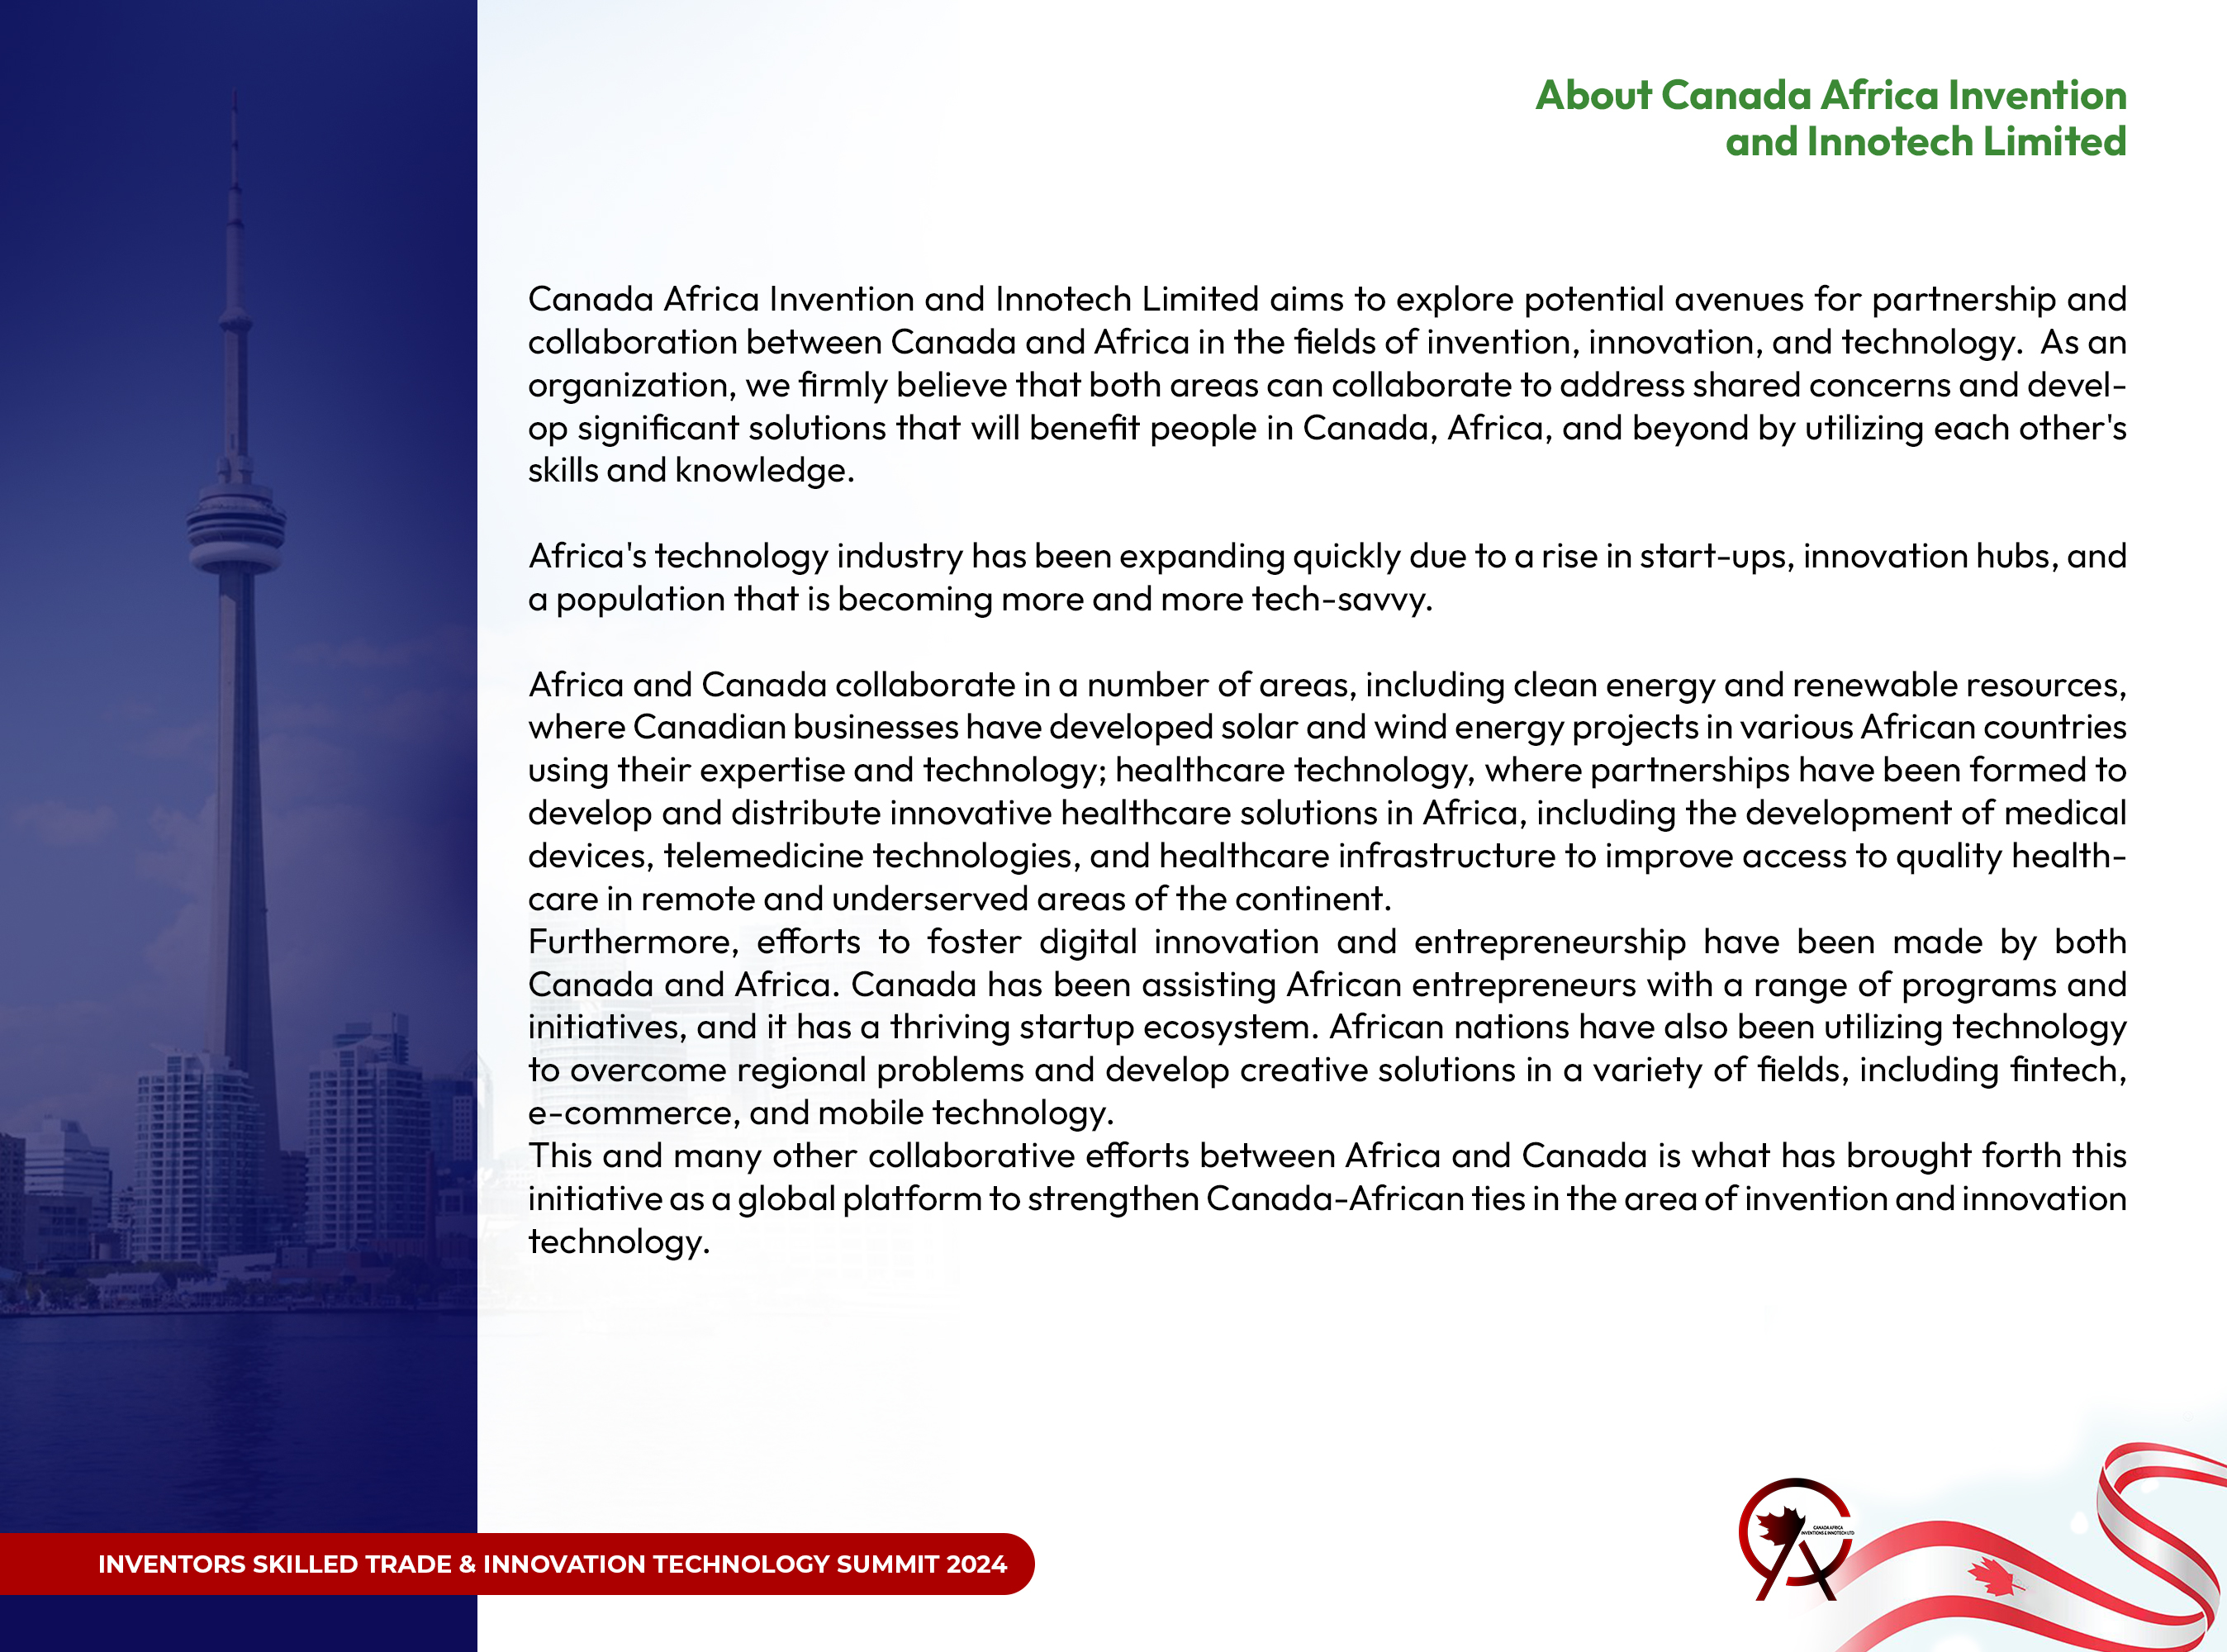 About Canada Africa Invention
and Innotech Limited
Canada Africa Invention and Innotech Limited aims to explore potential avenues for partnership and
collaboration between Canada and Africa in the fields of invention, innovation, and technology.  As an
organization, we firmly believe that both areas can collaborate to address shared concerns and devel-
op significant solutions that will benefit people in Canada, Africa, and beyond by utilizing each other's
skills and knowledge.
Africa's technology industry has been expanding quickly due to a rise in start-ups, innovation hubs, and
a population that is becoming more and more tech-savvy.
Africa and Canada collaborate in a number of areas, including clean energy and renewable resources,
where Canadian businesses have developed solar and wind energy projects in various African countries
using their expertise and technology; healthcare technology, where partnerships have been formed to
develop and distribute innovative healthcare solutions in Africa, including the development of medical
devices, telemedicine technologies, and healthcare infrastructure to improve access to quality health-
care in remote and underserved areas of the continent.
Furthermore, efforts to foster digital innovation and entrepreneurship have been made by both
Canada and Africa. Canada has been assisting African entrepreneurs with a range of programs and
initiatives, and it has a thriving startup ecosystem. African nations have also been utilizing technology
to overcome regional problems and develop creative solutions in a variety of fields, including fintech,
e-commerce, and mobile technology.
This and many other collaborative efforts between Africa and Canada is what has brought forth this
initiative as a global platform to strengthen Canada-African ties in the area of invention and innovation
technology.
CANADA AFRICA
INVENTIONS & INNOTECH LTD
INVENTORS SKILLED TRADE & INNOVATION TECHNOLOGY SUMMIT 2024